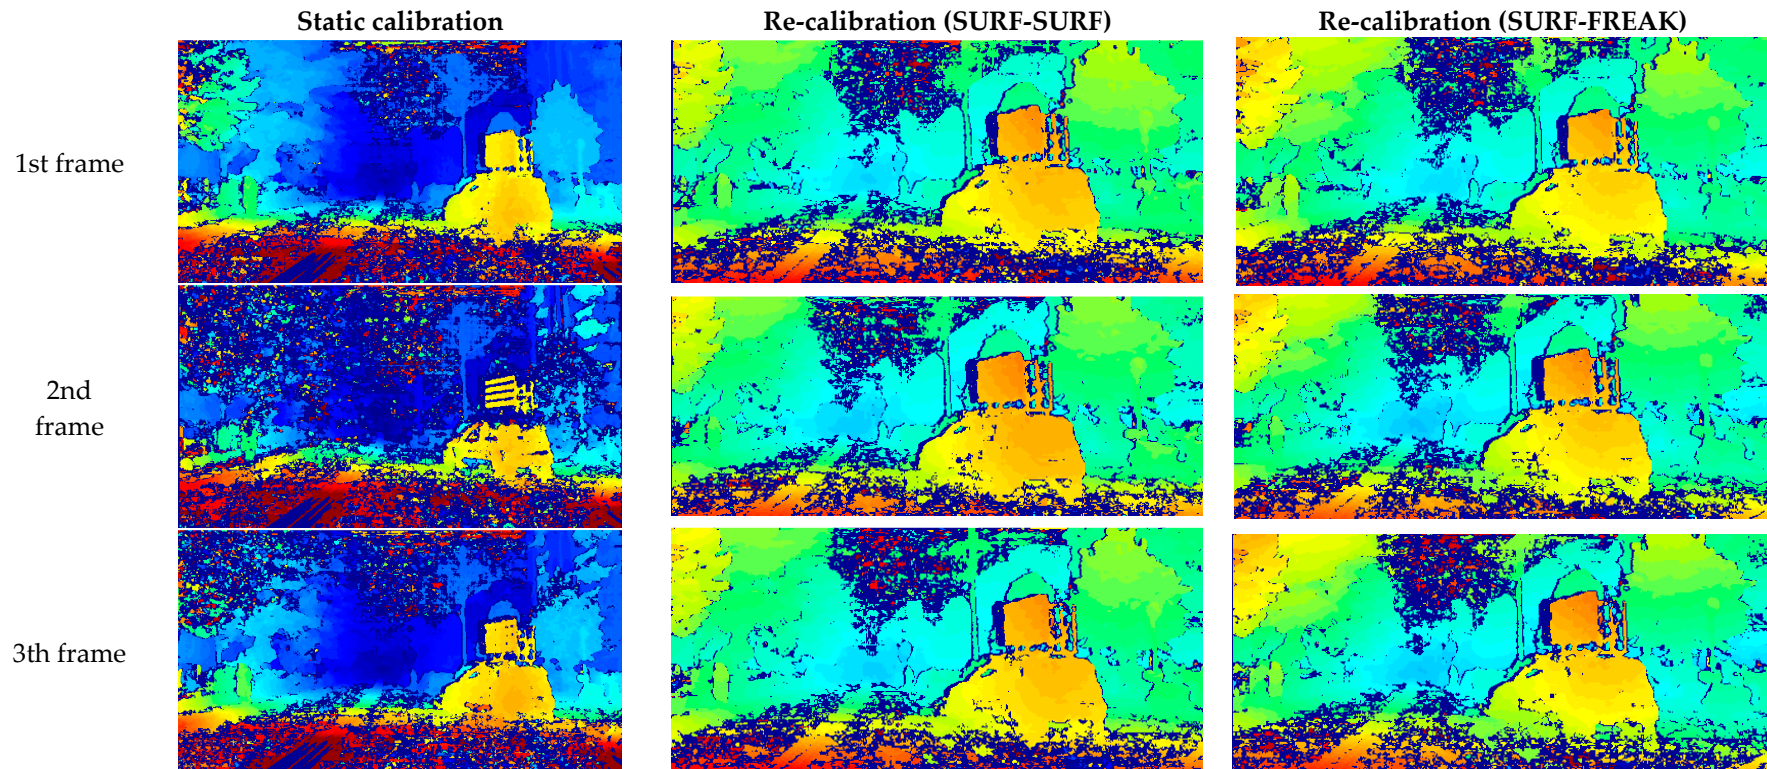 Static calibration
Re-calibration (SURF-SURF)
Re-calibration (SURF-FREAK)
1st frame
2nd
frame
3th frame